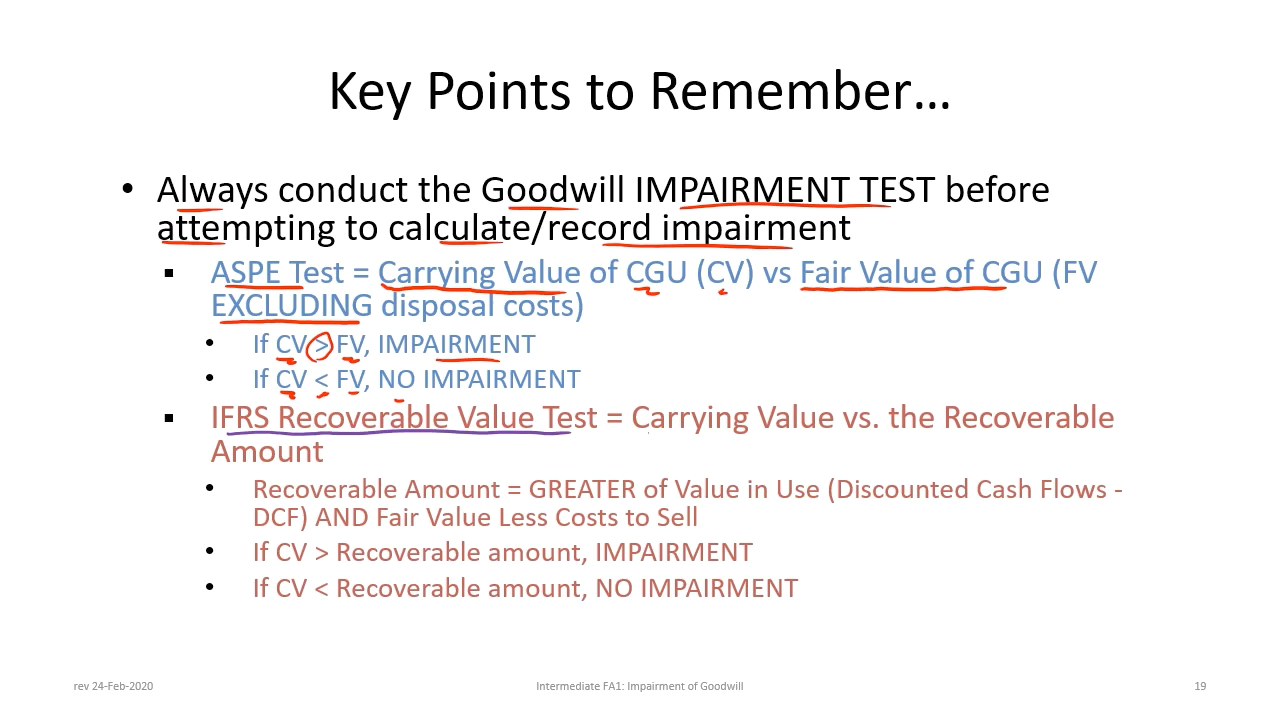 Key Points to Remember…
• Always conduct the Goodwill IMPAIRMENT TEST before
attempting to calculate/record impairment
▪ ASPE Test = Carrying Value of CGU (CV) vs Fair Value of CGU (FV
EXCLUDING disposal costs)
• If CV > FV, IMPAIRMENT
• If CV < FV, NO IMPAIRMENT
▪ IFRS Recoverable Value Test = Carrying Value vs. the Recoverable
Amount
• Recoverable Amount = GREATER of Value in Use (Discounted Cash Flows -
DCF) AND Fair Value Less Costs to Sell
• If CV > Recoverable amount, IMPAIRMENT
• If CV < Recoverable amount, NO IMPAIRMENT
rev 24-Feb-2020
Intermediate FA1: Impairment of Goodwill
19